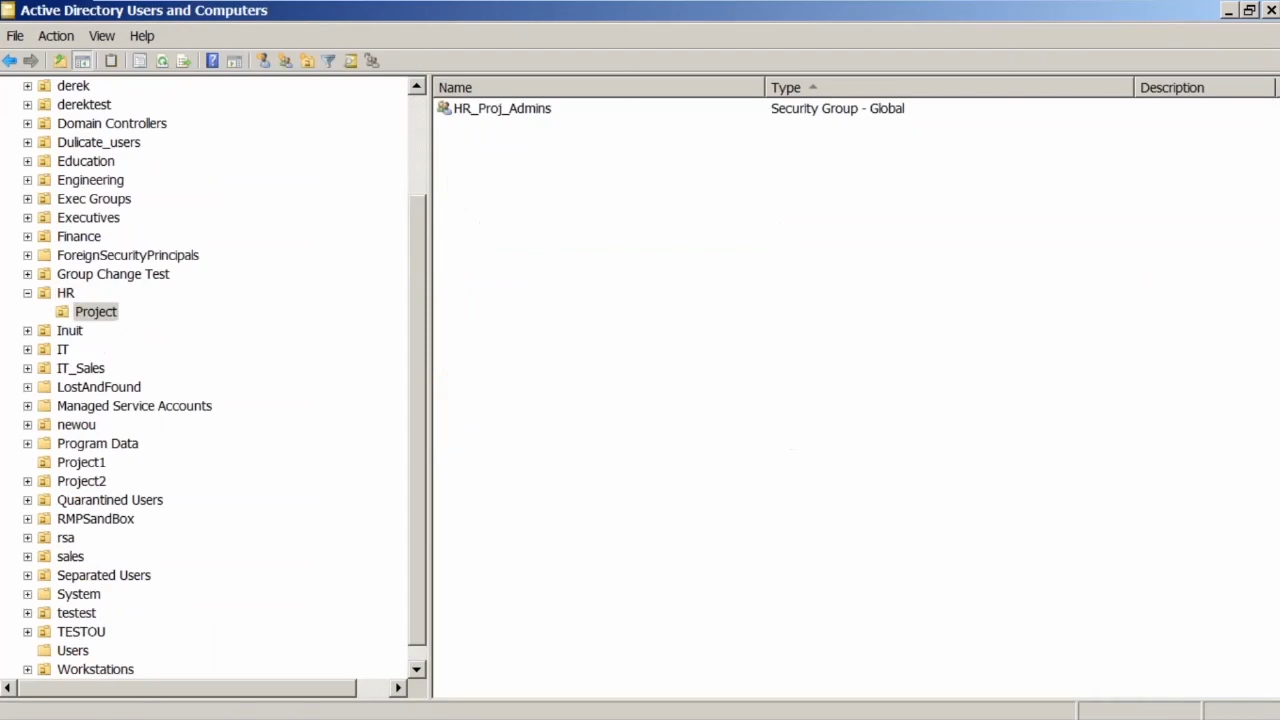 Active Directory Users and Computers
File Action View Help
derek
derektest
Domain Controllers
Dulicate_users
Education
Engineering
Exec Groups
Executives
Finance
ForeignSecurityPrincipals
Group Change Test
HR
Project
Inuit
IT
IT_Sales
LostAndFound
Managed Service Accounts
newou
Program Data
Project1
Project2
Quarantined Users
RMPSandBox
rsa
sales
Separated Users
System
testest
TESTOU
Users
Workstations
Name Type Description
HR_Proj_Admins Security Group - Global